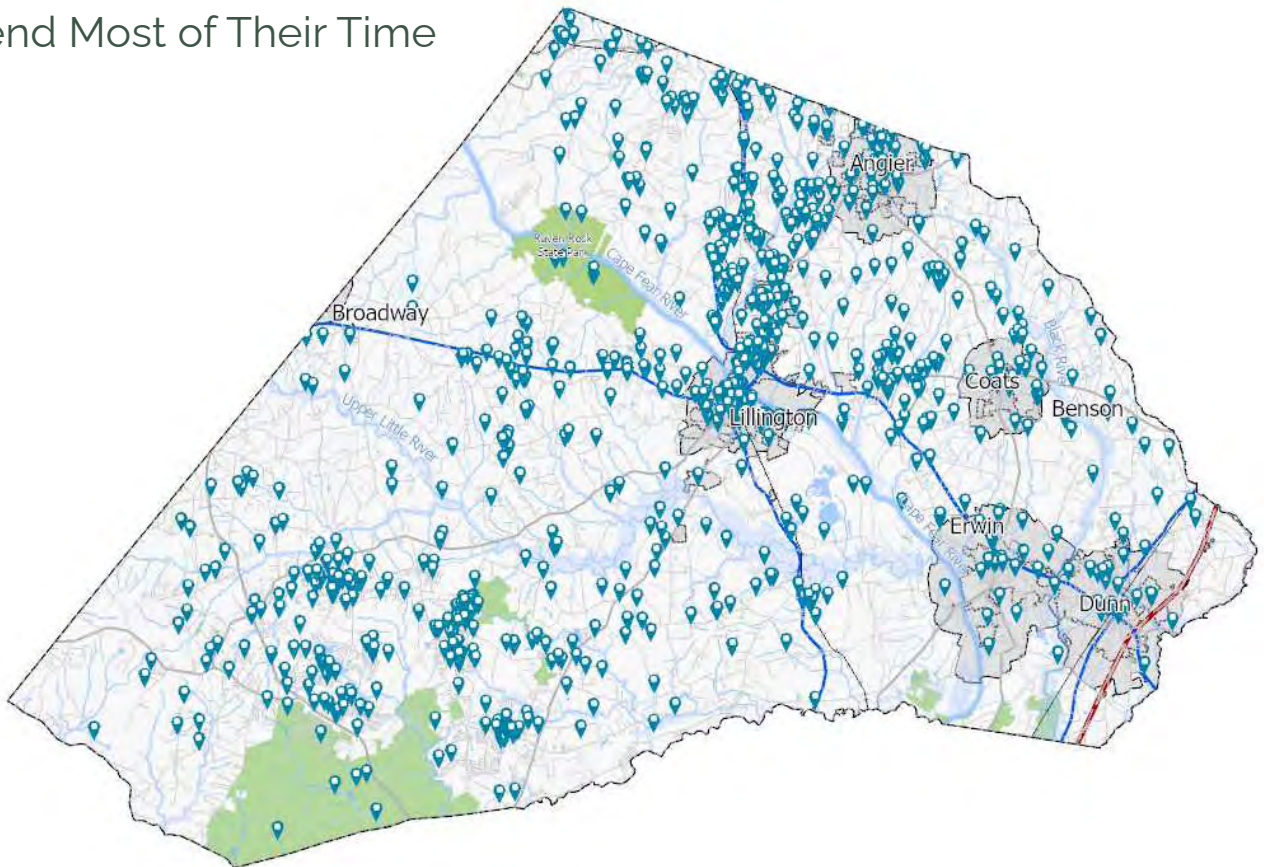 end Most of Their Time
Angier
Raven Rock
State Park
Cape Fear River
Broadway
Black River
Coats
Benson
Lillington
Upper Little River
Cape Fear River
Erwin
Dunn